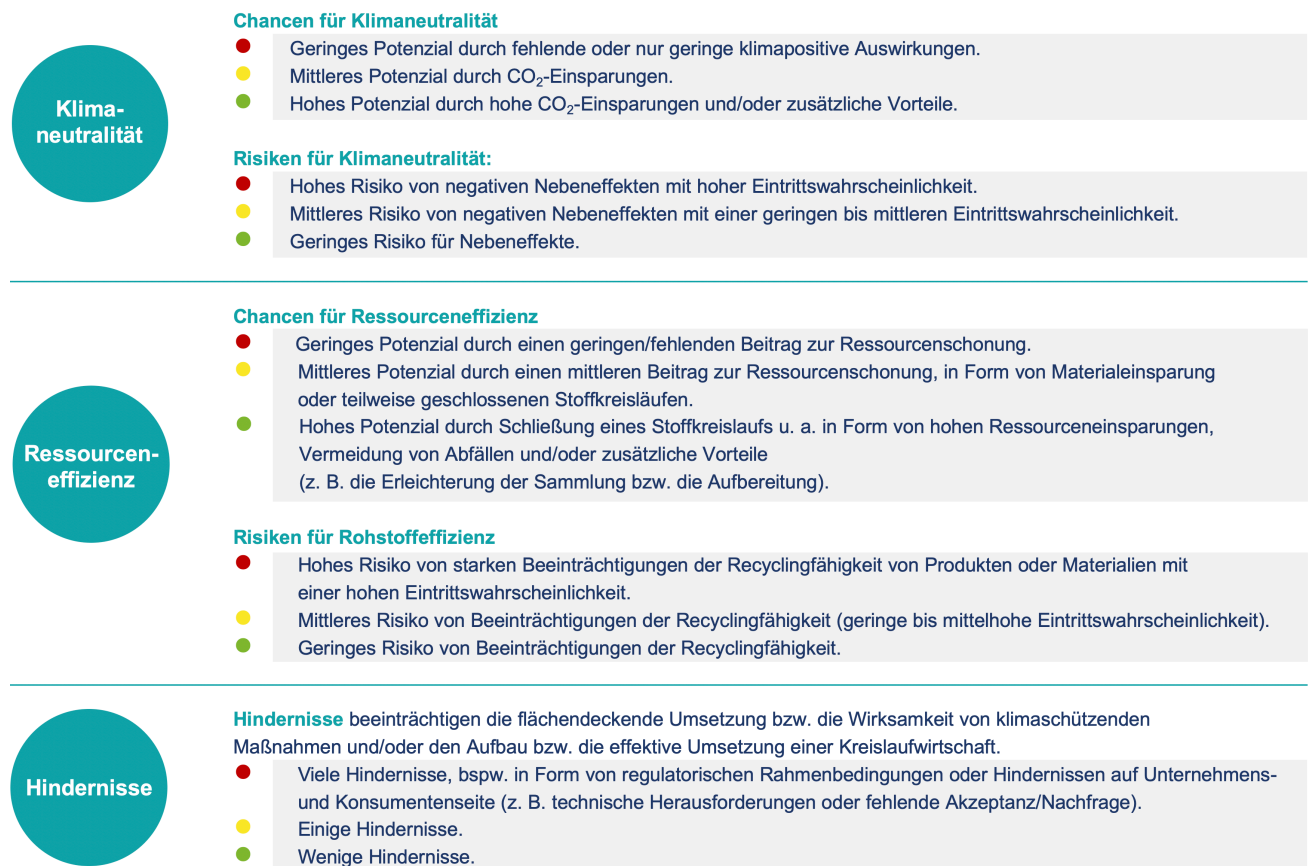 Klima-
neutralität
Chancen für Klimaneutralität
Geringes Potenzial durch fehlende oder nur geringe klimapositive Auswirkungen.
Mittleres Potenzial durch CO₂-Einsparungen.
Hohes Potenzial durch hohe CO₂-Einsparungen und/oder zusätzliche Vorteile.
Risiken für Klimaneutralität:
Hohes Risiko von negativen Nebeneffekten mit hoher Eintrittswahrscheinlichkeit.
Mittleres Risiko von negativen Nebeneffekten mit einer geringen bis mittleren Eintrittswahrscheinlichkeit.
Geringes Risiko für Nebeneffekte.
Ressourcen-
effizienz
Chancen für Ressourceneffizienz
Geringes Potenzial durch einen geringen/fehlenden Beitrag zur Ressourcenschonung.
Mittleres Potenzial durch einen mittleren Beitrag zur Ressourcenschonung, in Form von Materialeinsparung
oder teilweise geschlossenen Stoffkreisläufen.
Hohes Potenzial durch Schließung eines Stoffkreislaufs u. a. in Form von hohen Ressourceneinsparungen,
Vermeidung von Abfällen und/oder zusätzliche Vorteile
(z. B. die Erleichterung der Sammlung bzw. die Aufbereitung).
Risiken für Rohstoffeffizienz
Hohes Risiko von starken Beeinträchtigungen der Recyclingfähigkeit von Produkten oder Materialien mit
einer hohen Eintrittswahrscheinlichkeit.
Mittleres Risiko von Beeinträchtigungen der Recyclingfähigkeit (geringe bis mittelhohe Eintrittswahrscheinlichkeit).
Geringes Risiko von Beeinträchtigungen der Recyclingfähigkeit.
Hindernisse
Hindernisse beeinträchtigen die flächendeckende Umsetzung bzw. die Wirksamkeit von klimaschützenden
Maßnahmen und/oder den Aufbau bzw. die effektive Umsetzung einer Kreislaufwirtschaft.
Viele Hindernisse, bspw. in Form von regulatorischen Rahmenbedingungen oder Hindernissen auf Unternehmens-
und Konsumentenseite (z. B. technische Herausforderungen oder fehlende Akzeptanz/Nachfrage).
Einige Hindernisse.
Wenige Hindernisse.